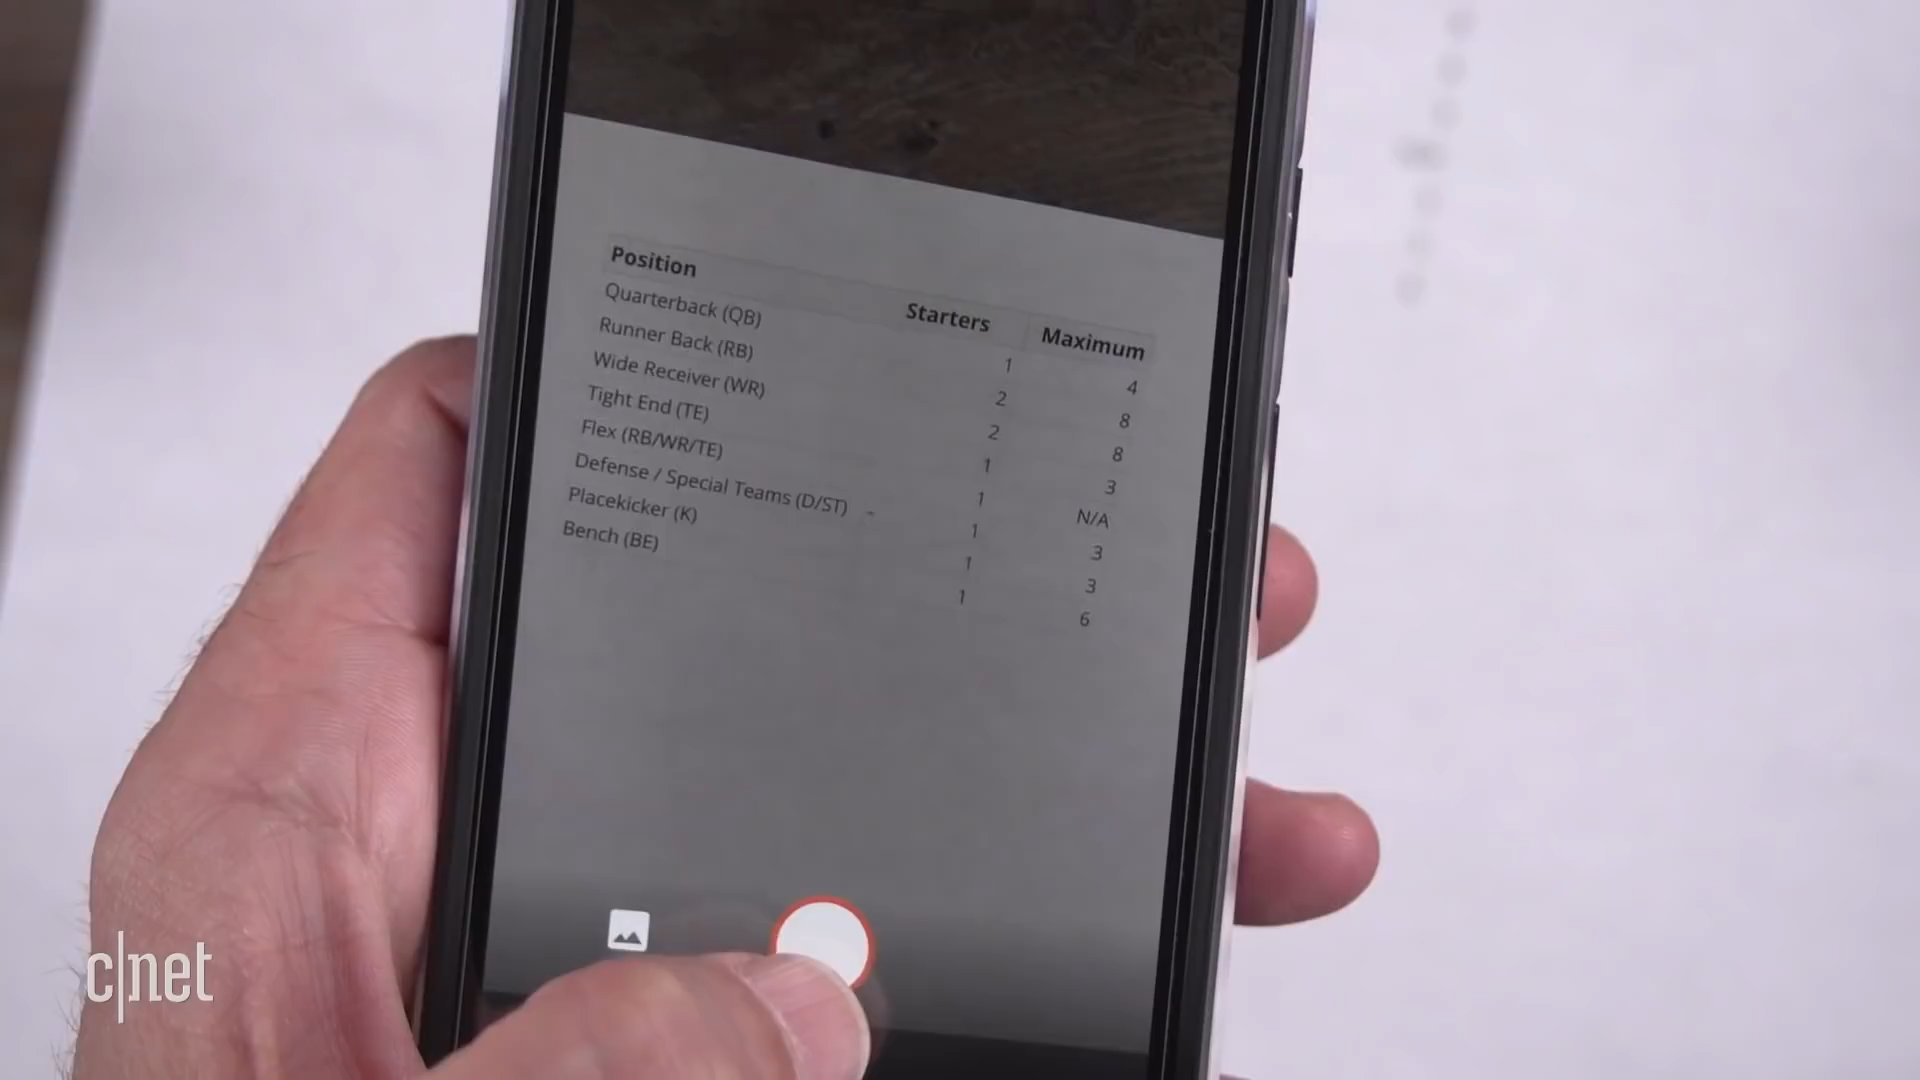 Position Starters Maximum
Quarterback (QB) 1 4
Runner Back (RB) 2 8
Wide Receiver (WR) 2 8
Tight End (TE) 1 3
Flex (RB/WR/TE) 1 N/A
Defense / Special Teams (D/ST) - 1 3
Placekicker (K) 1 3
Bench (BE) 1 6
c|net